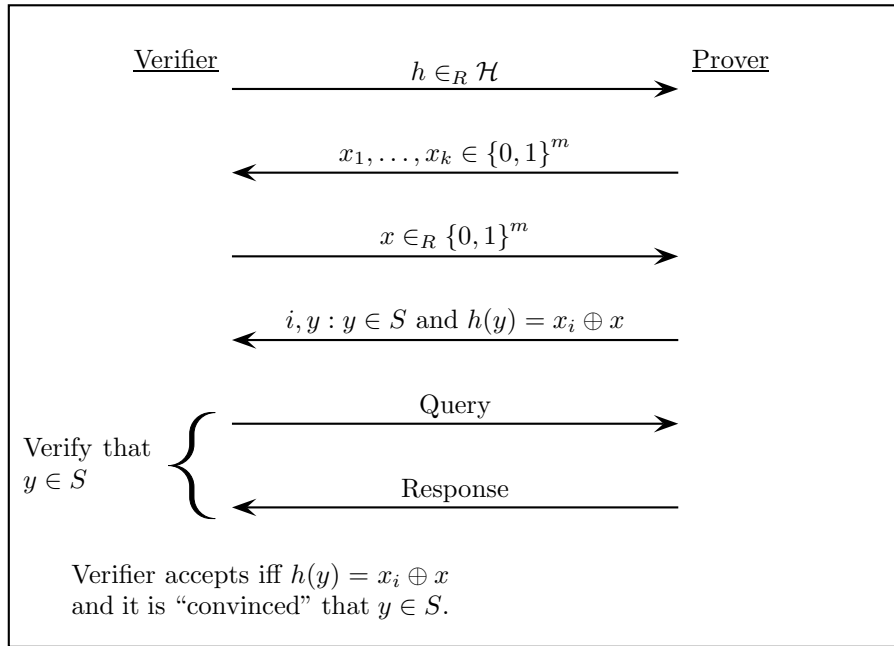 Verifier Prover
h ∈_R ℋ
x_1, . . . , x_k ∈ {0, 1}^m
x ∈_R {0, 1}^m
i, y : y ∈ S and h(y) = x_i ⊕ x
Query
Verify that
y ∈ S
Response
Verifier accepts iff h(y) = x_i ⊕ x
and it is “convinced” that y ∈ S.